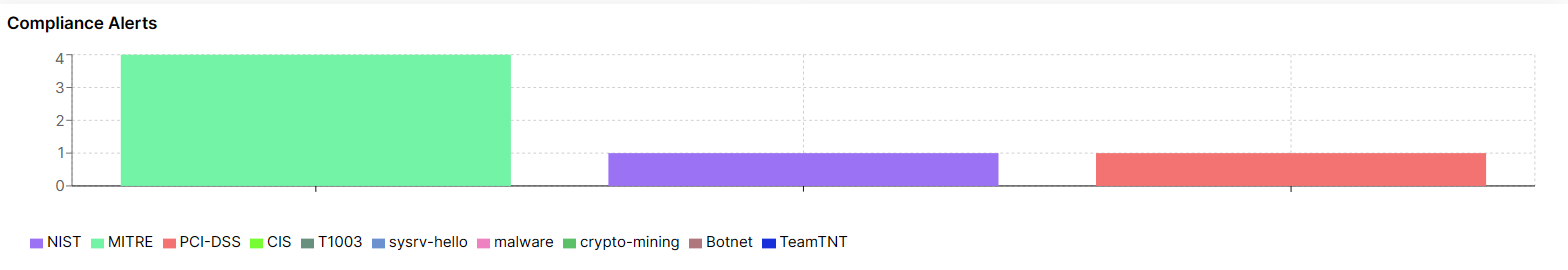 Compliance Alerts
4
3
2
1
0
NIST MITRE PCI-DSS CIS T1003 sysrv-hello malware crypto-mining Botnet TeamTNT